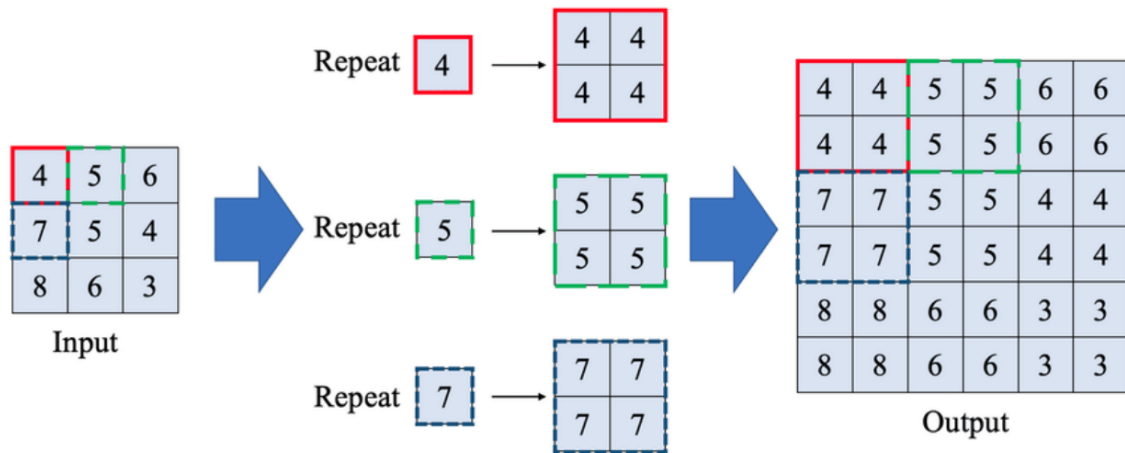 4 5 6
7 5 4
8 6 3
Input
Repeat 4
4 4
4 4
Repeat 5
5 5
5 5
Repeat 7
7 7
7 7
4 4 5 5 6 6
4 4 5 5 6 6
7 7 5 5 4 4
7 7 5 5 4 4
8 8 6 6 3 3
8 8 6 6 3 3
Output